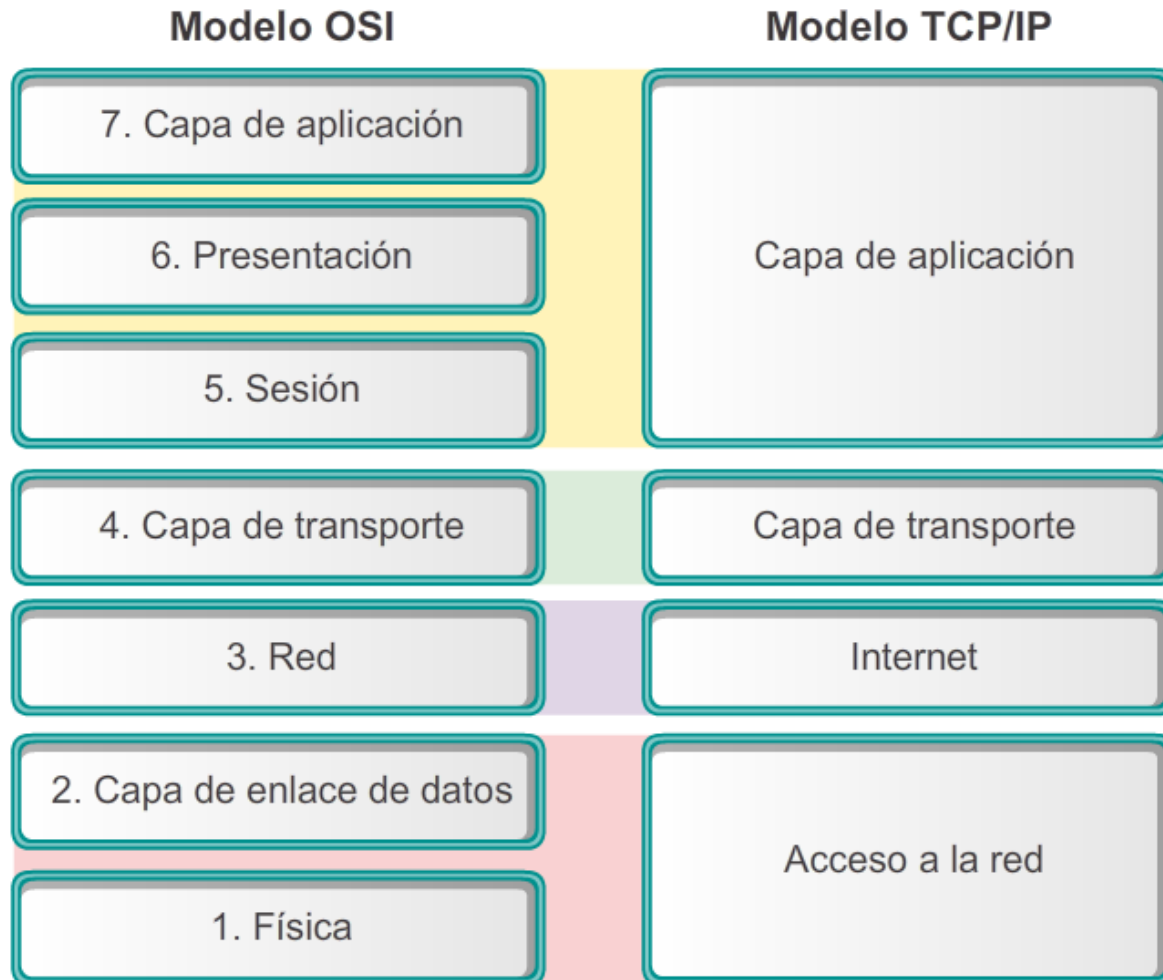 Modelo OSI
Modelo TCP/IP
7. Capa de aplicación
6. Presentación
5. Sesión
Capa de aplicación
4. Capa de transporte
Capa de transporte
3. Red
Internet
2. Capa de enlace de datos
1. Física
Acceso a la red